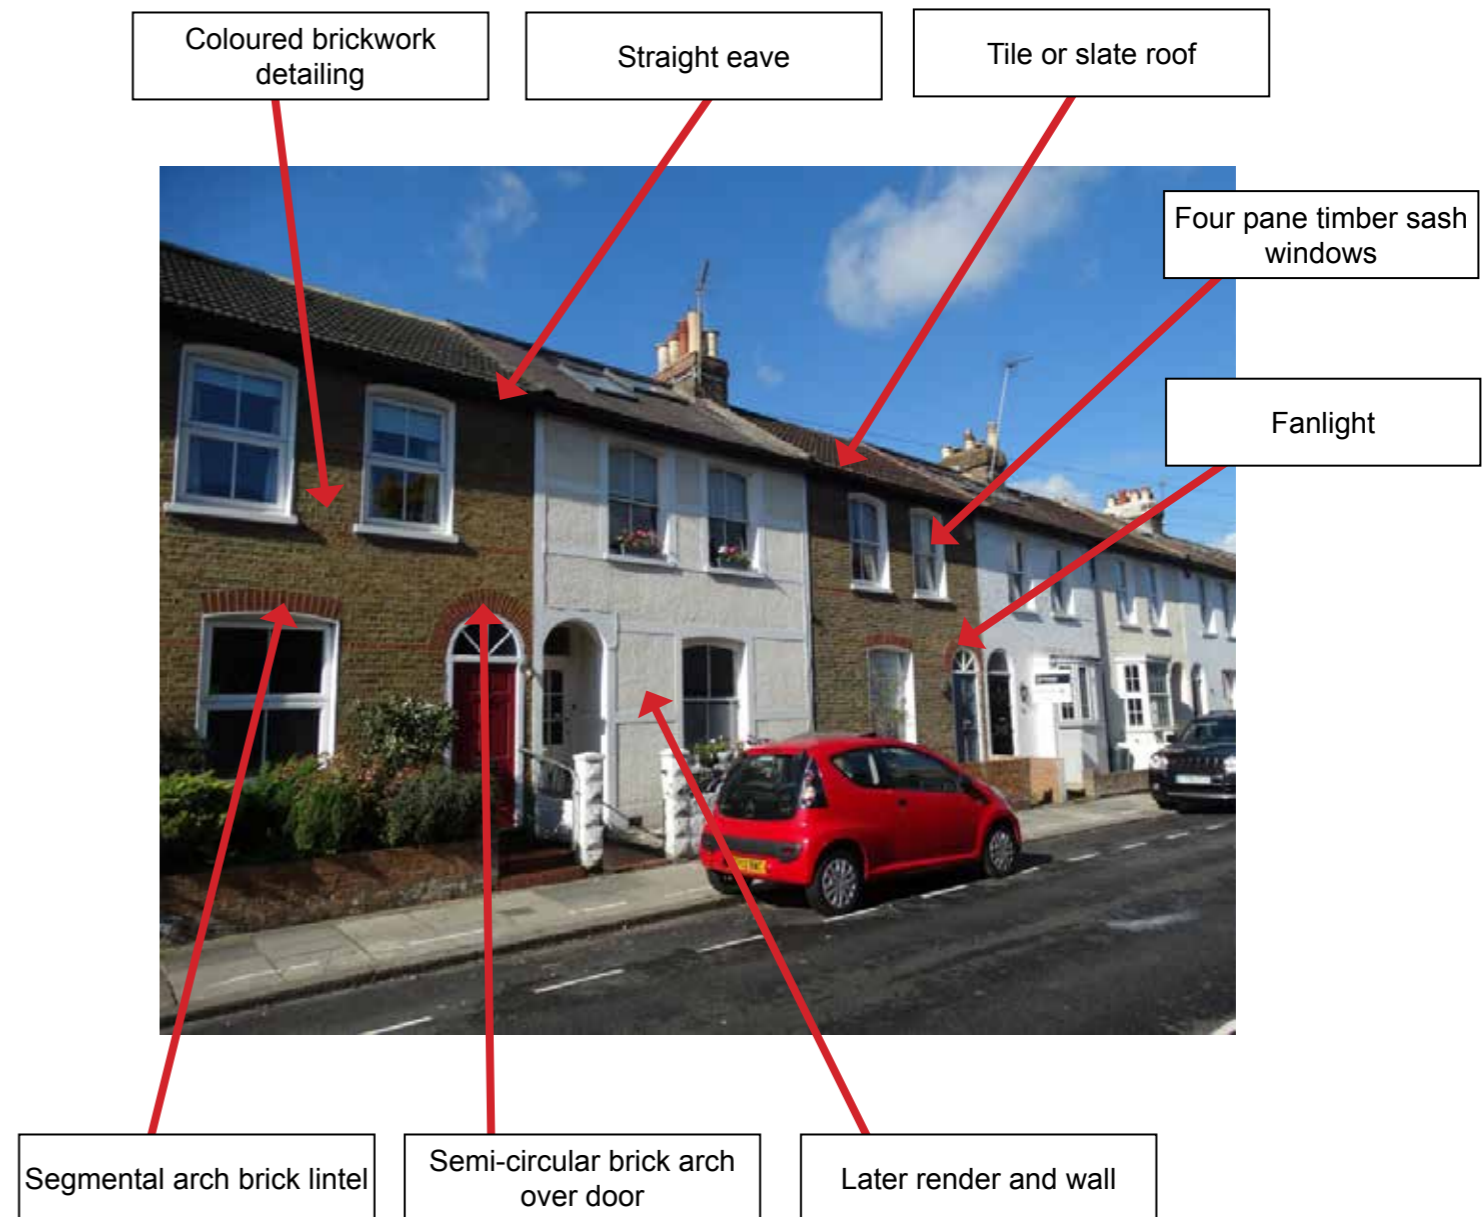 Coloured brickwork
detailing
Straight eave
Tile or slate roof
Four pane timber sash
windows
Fanlight
Segmental arch brick lintel
Semi-circular brick arch
over door
Later render and wall